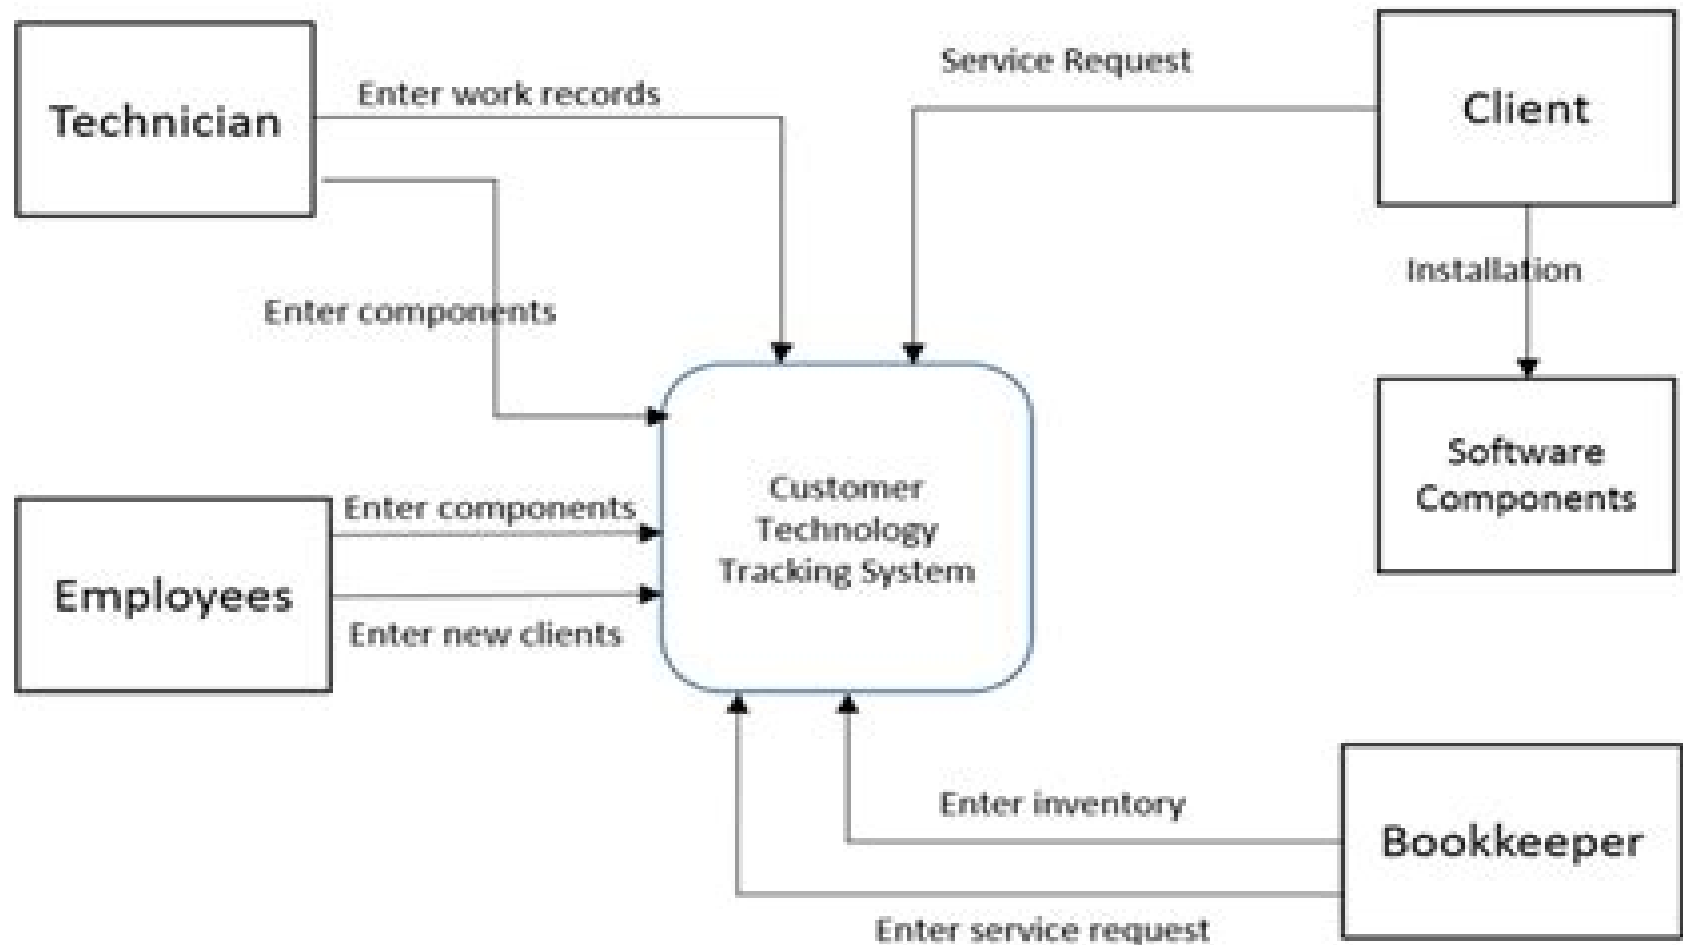 Service Request
Enter work records
Technician
Client
Installation
Enter components
Software
Components
Customer
Technology
Tracking System
Enter components
Employees
Enter new clients
Enter inventory
Bookkeeper
Enter service request